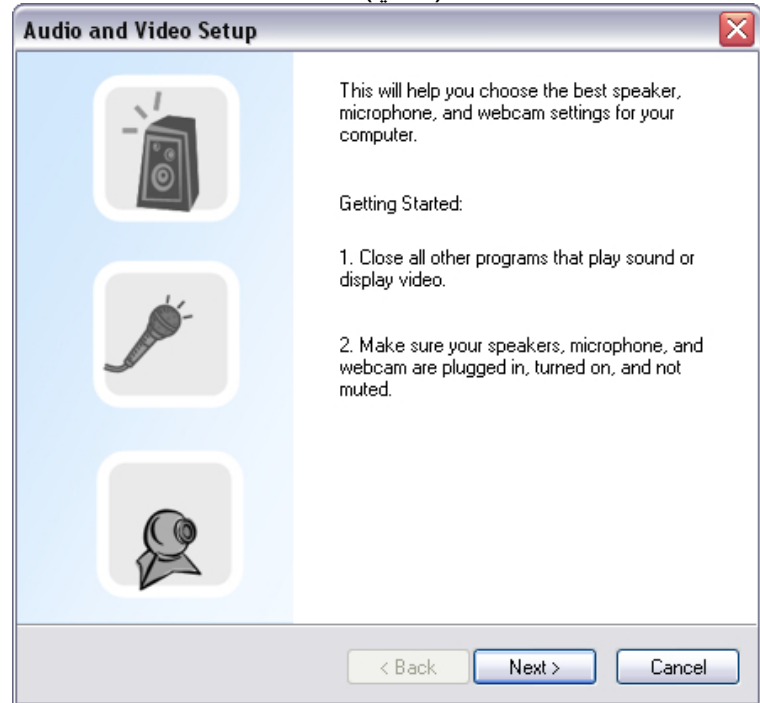 Audio and Video Setup
This will help you choose the best speaker,
microphone, and webcam settings for your
computer.
Getting Started:
1. Close all other programs that play sound or
display video.
2. Make sure your speakers, microphone, and
webcam are plugged in, turned on, and not
muted.
< Back
Next >
Cancel